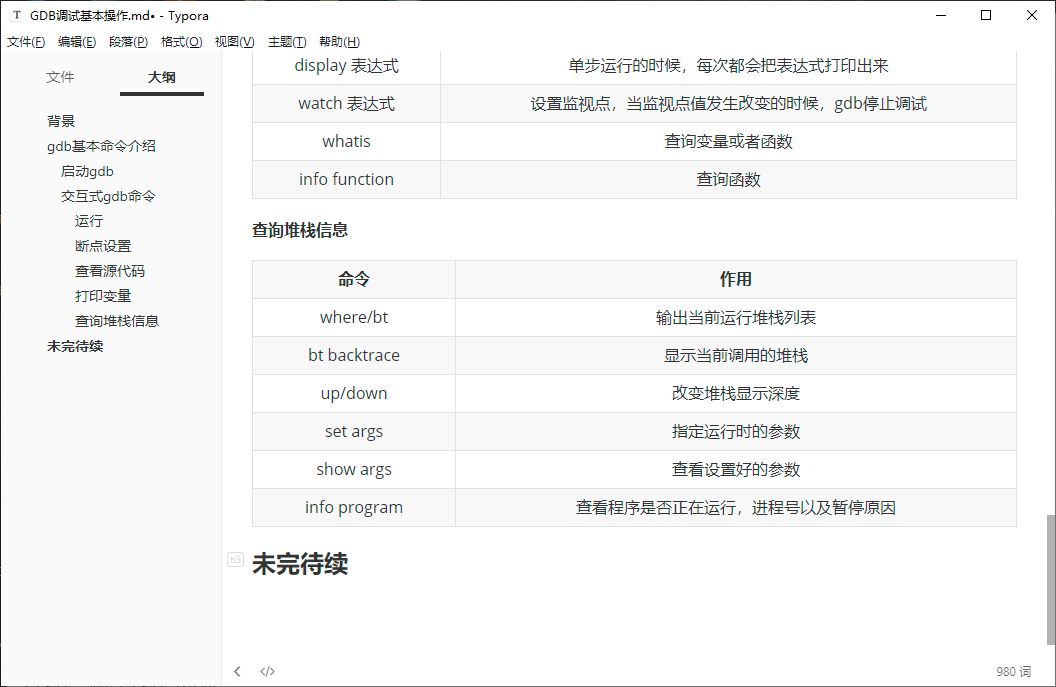 GDB调试基本操作.md• - Typora
文件(F) 编辑(E) 段落(P) 格式(O) 视图(V) 主题(T) 帮助(H)
文件 大纲
背景
gdb基本命令介绍
启动gdb
交互式gdb命令
运行
断点设置
查看源代码
打印变量
查询堆栈信息
未完待续
display 表达式 单步运行的时候，每次都会把表达式打印出来
watch 表达式 设置监视点，当监视点值发生改变的时候，gdb停止调试
whatis 查询变量或者函数
info function 查询函数
查询堆栈信息
命令 作用
where/bt 输出当前运行堆栈列表
bt backtrace 显示当前调用的堆栈
up/down 改变堆栈显示深度
set args 指定运行时的参数
show args 查看设置好的参数
info program 查看程序是否正在运行，进程号以及暂停原因
h3 未完待续
</> 980 词